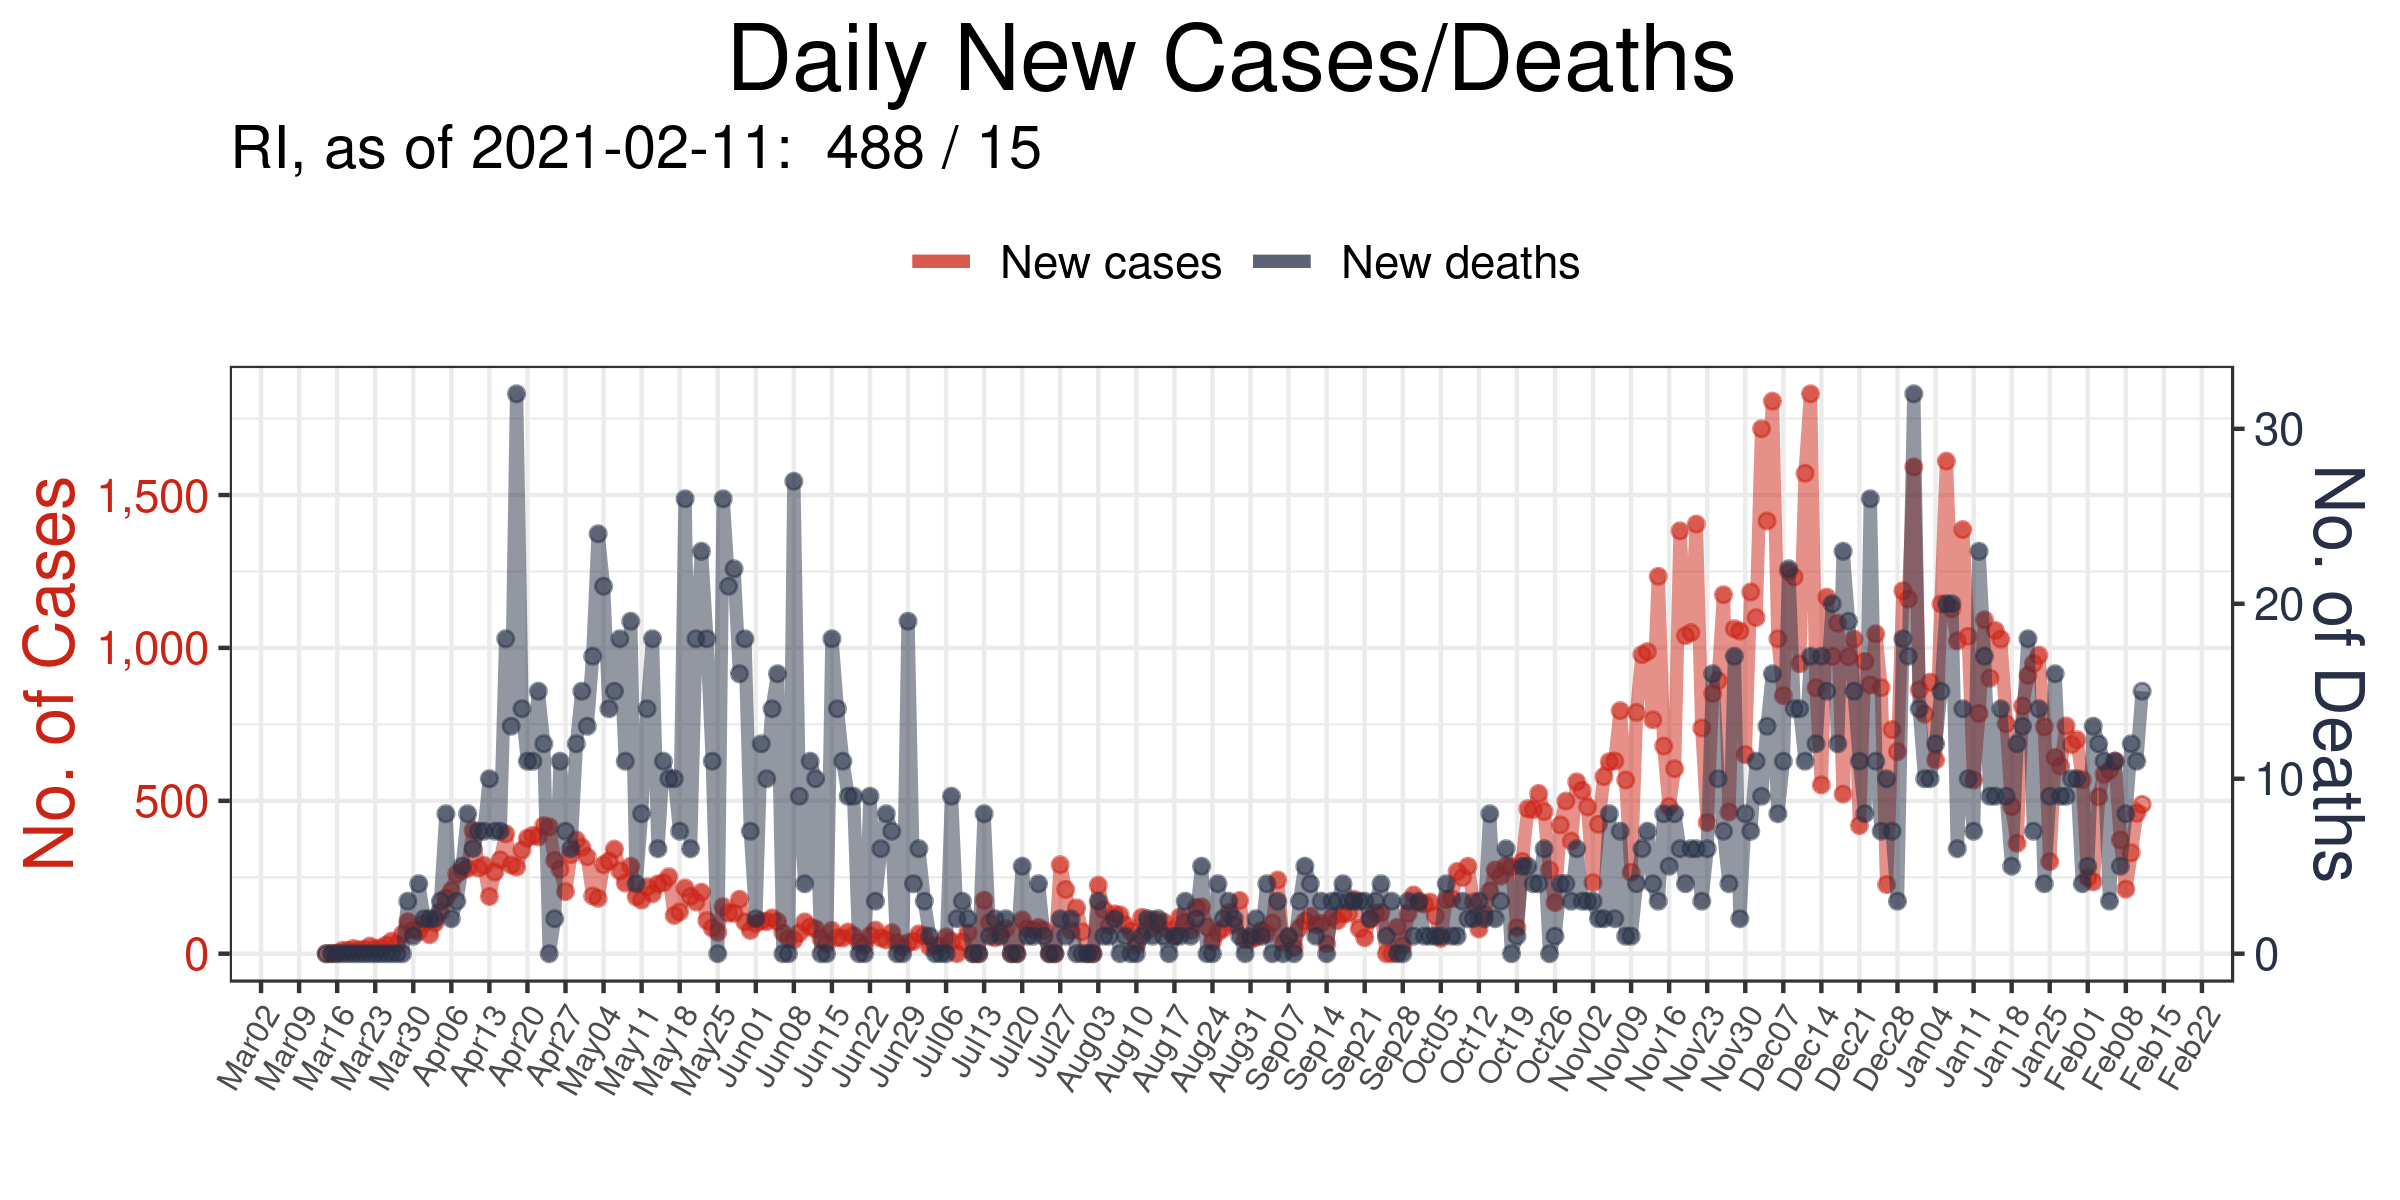 Daily New Cases/Deaths
RI, as of 2021-02-11:  488 / 15
New cases
New deaths
No. of Cases
1,500
1,000
500
0
30
20
10
0
No. of Deaths
Mar02
Mar09
Mar16
Mar23
Mar30
Apr06
Apr13
Apr20
Apr27
May04
May11
May18
May25
Jun01
Jun08
Jun15
Jun22
Jun29
Jul06
Jul13
Jul20
Jul27
Aug03
Aug10
Aug17
Aug24
Aug31
Sep07
Sep14
Sep21
Sep28
Oct05
Oct12
Oct19
Oct26
Nov02
Nov09
Nov16
Nov23
Nov30
Dec07
Dec14
Dec21
Dec28
Jan04
Jan11
Jan18
Jan25
Feb01
Feb08
Feb15
Feb22